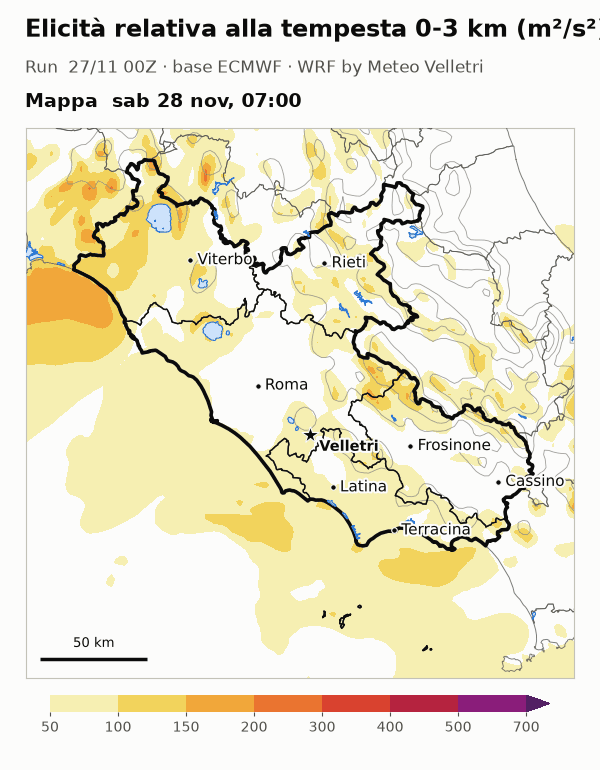 Elicità relativa alla tempesta 0-3 km (m²/s²)
Run 27/11 00Z · base ECMWF · WRF by Meteo Velletri
Mappa sab 28 nov, 07:00
Viterbo
Rieti
Roma
Velletri
Frosinone
Latina
Cassino
Terracina
50 km
50 100 150 200 300 400 500 700